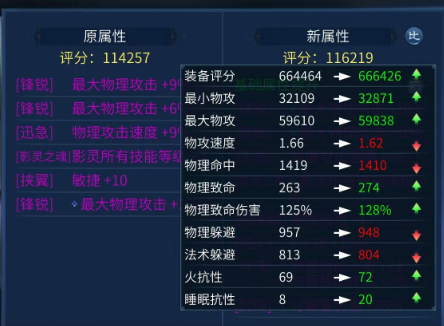 原属性 新属性 比
评分：114257 评分：116219
[锋锐] 最大物理攻击 +9
[锋锐] 最大物理攻击 +6
[迅急] 物理攻击速度 +9
[影灵之魂]影灵所有技能等级
[挟翼] 敏捷 +10
[锋锐] 最大物理攻击 +
装备评分 664464 666426
最小物攻 32109 32871
最大物攻 59610 59838
物攻速度 1.66 1.62
物理命中 1419 1410
物理致命 263 274
物理致命伤害 125% 128%
物理躲避 957 948
法术躲避 813 804
火抗性 69 72
睡眠抗性 8 20